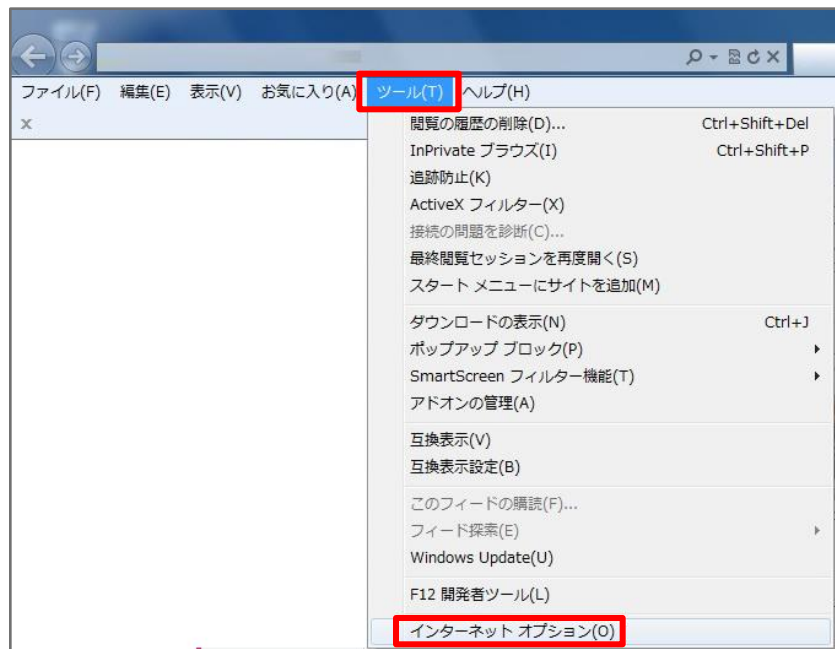 ファイル(F) 編集(E) 表示(V) お気に入り(A) ツール(T) ヘルプ(H)
x
閲覧の履歴の削除(D)... Ctrl+Shift+Del
InPrivate ブラウズ(I) Ctrl+Shift+P
追跡防止(K)
ActiveX フィルター(X)
接続の問題を診断(C)...
最終閲覧セッションを再度開く(S)
スタート メニューにサイトを追加(M)
ダウンロードの表示(N) Ctrl+J
ポップアップ ブロック(P)
SmartScreen フィルター機能(T)
アドオンの管理(A)
互換表示(V)
互換表示設定(B)
このフィードの購読(F)...
フィード探索(E)
Windows Update(U)
F12 開発者ツール(L)
インターネット オプション(O)